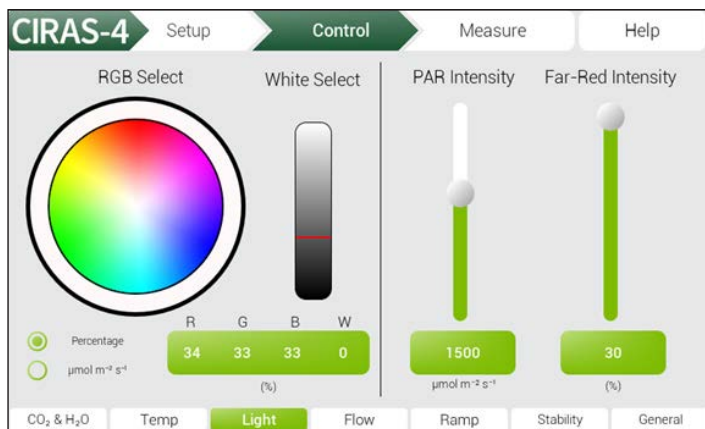 CIRAS-4 Setup Control Measure Help
RGB Select White Select PAR Intensity Far-Red Intensity
R G B W
Percentage
34 33 33 0 1500 30
μmol m⁻² s⁻¹
(%) μmol m⁻² s⁻¹ (%)
CO₂ & H₂O Temp Light Flow Ramp Stability General